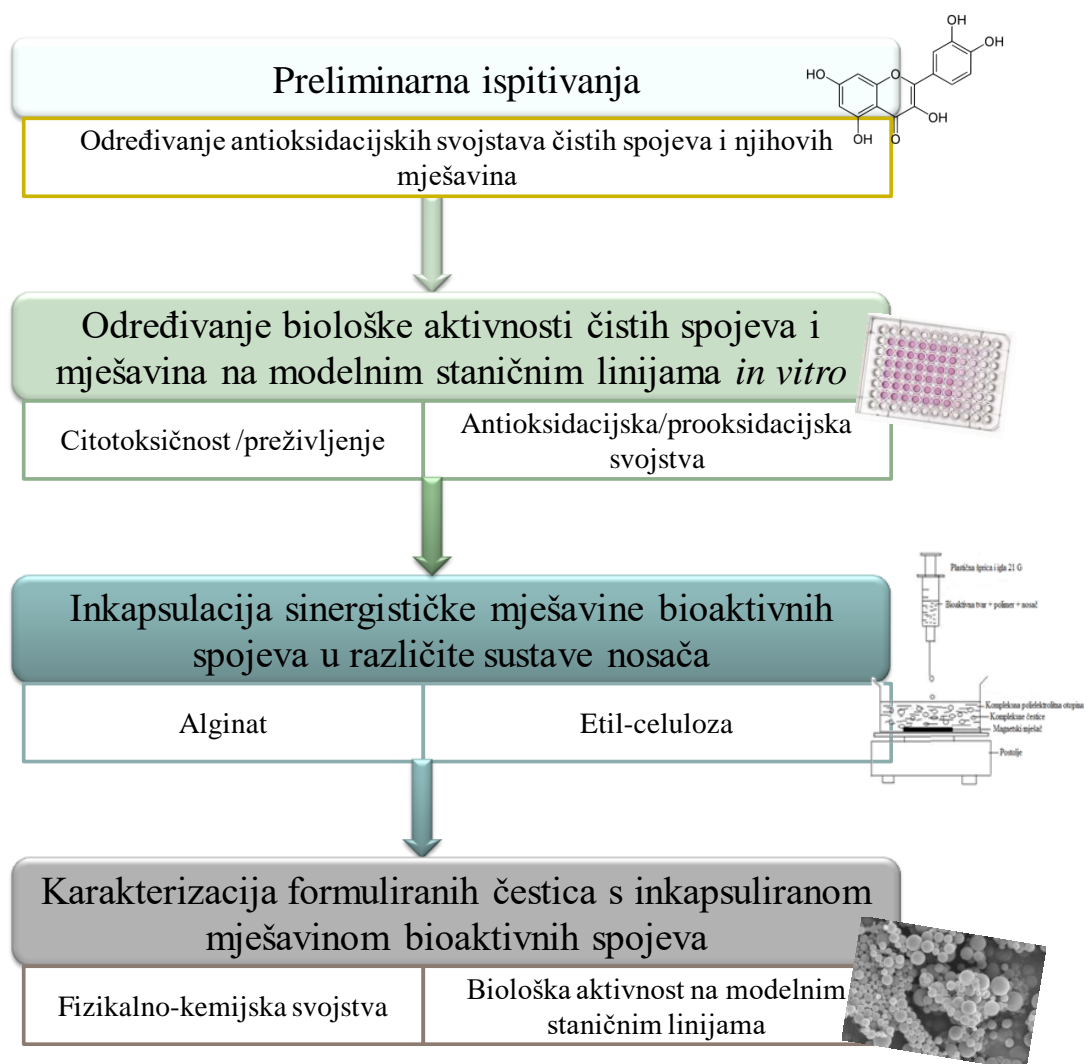 OH
OH
HO
O
OH
OH
O
Preliminarna ispitivanja
Određivanje antioksidacijskih svojstava čistih spojeva i njihovih
mješavina
Određivanje biološke aktivnosti čistih spojeva i
mješavina na modelnim staničnim linijama in vitro
Citotoksičnost /preživljenje
Antioksidacijska/prooksidacijska
svojstva
Inkapsulacija sinergističke mješavine bioaktivnih
spojeva u različite sustave nosača
Alginat
Etil-celuloza
Plastična šprica i igla 21 G
Bioaktivna tvar + polimer + nosač
Kompleksna polielektrolitna otopina
Kompleksne čestice
Magnetski mješač
Postolje
Karakterizacija formuliranih čestica s inkapsuliranom
mješavinom bioaktivnih spojeva
Fizikalno-kemijska svojstva
Biološka aktivnost na modelnim
staničnim linijama